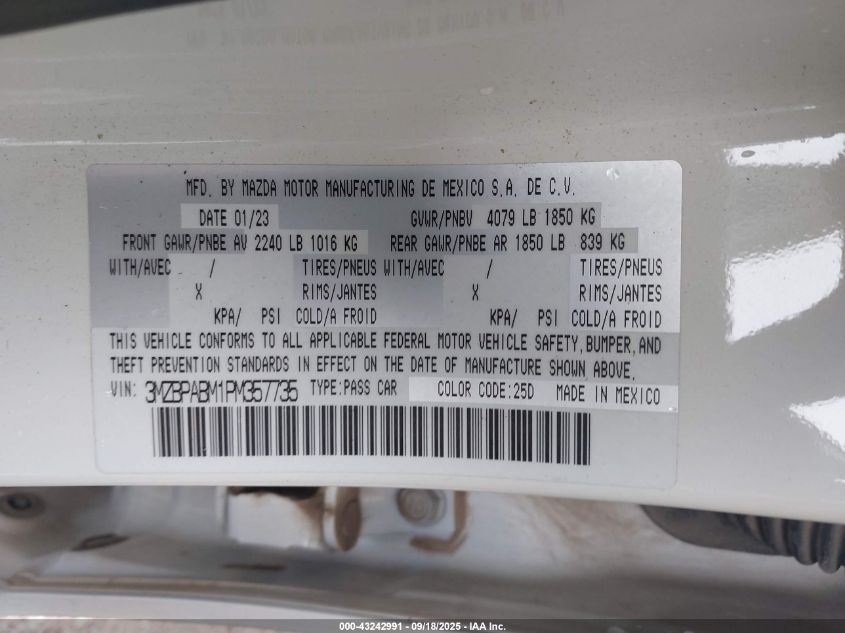 MFD. BY MAZDA MOTOR MANUFACTURING DE MEXICO S.A. DE C.V.
DATE 01/23 GVWR/PNBV 4079 LB 1850 KG
FRONT GAWR/PNBE AV 2240 LB 1016 KG REAR GAWR/PNBE AR 1850 LB 839 KG
WITH/AVEC / TIRES/PNEUS WITH/AVEC / TIRES/PNEUS
X RIMS/JANTES X RIMS/JANTES
KPA/ PSI COLD/A FROID KPA/ PSI COLD/A FROID
THIS VEHICLE CONFORMS TO ALL APPLICABLE FEDERAL MOTOR VEHICLE SAFETY, BUMPER, AND
THEFT PREVENTION STANDARDS IN EFFECT ON THE DATE OF MANUFACTURE SHOWN ABOVE.
VIN: 3MZBPABM1PM357735 TYPE:PASS CAR COLOR CODE:25D MADE IN MEXICO
000-43242991 - 09/18/2025 - IAA Inc.